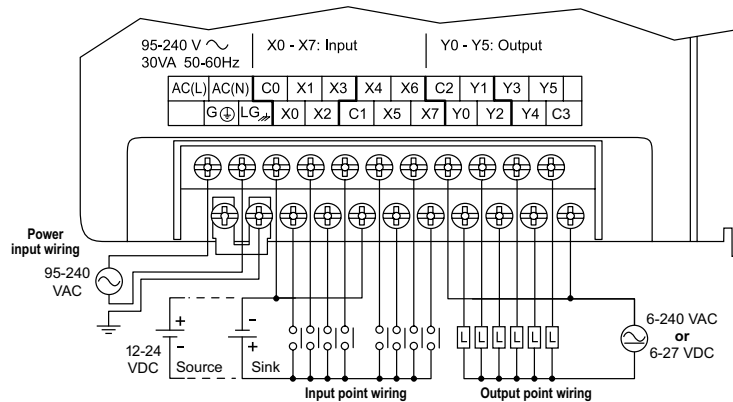 95-240 V X0 - X7: Input Y0 - Y5: Output
30VA 50-60Hz
AC(L) AC(N) C0 X1 X3 X4 X6 C2 Y1 Y3 Y5
G LG X0 X2 C1 X5 X7 Y0 Y2 Y4 C3
Power
input wiring
95-240
VAC
12-24
VDC
+
-
Source
-
+
Sink
Input point wiring
L L L L L L
Output point wiring
6-240 VAC
or
6-27 VDC